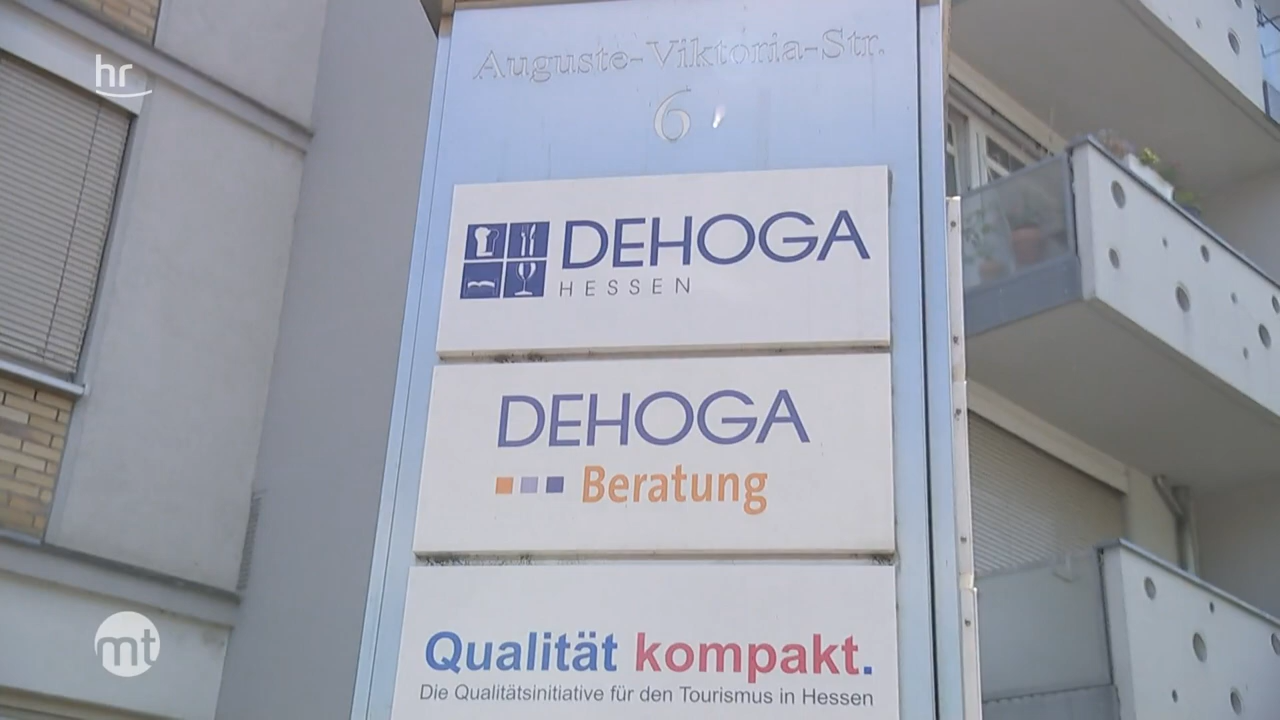 hr
Auguste-Viktoria-Str.
6
DEHOGA
HESSEN
DEHOGA
Beratung
Qualität kompakt.
Die Qualitätsinitiative für den Tourismus in Hessen
mt